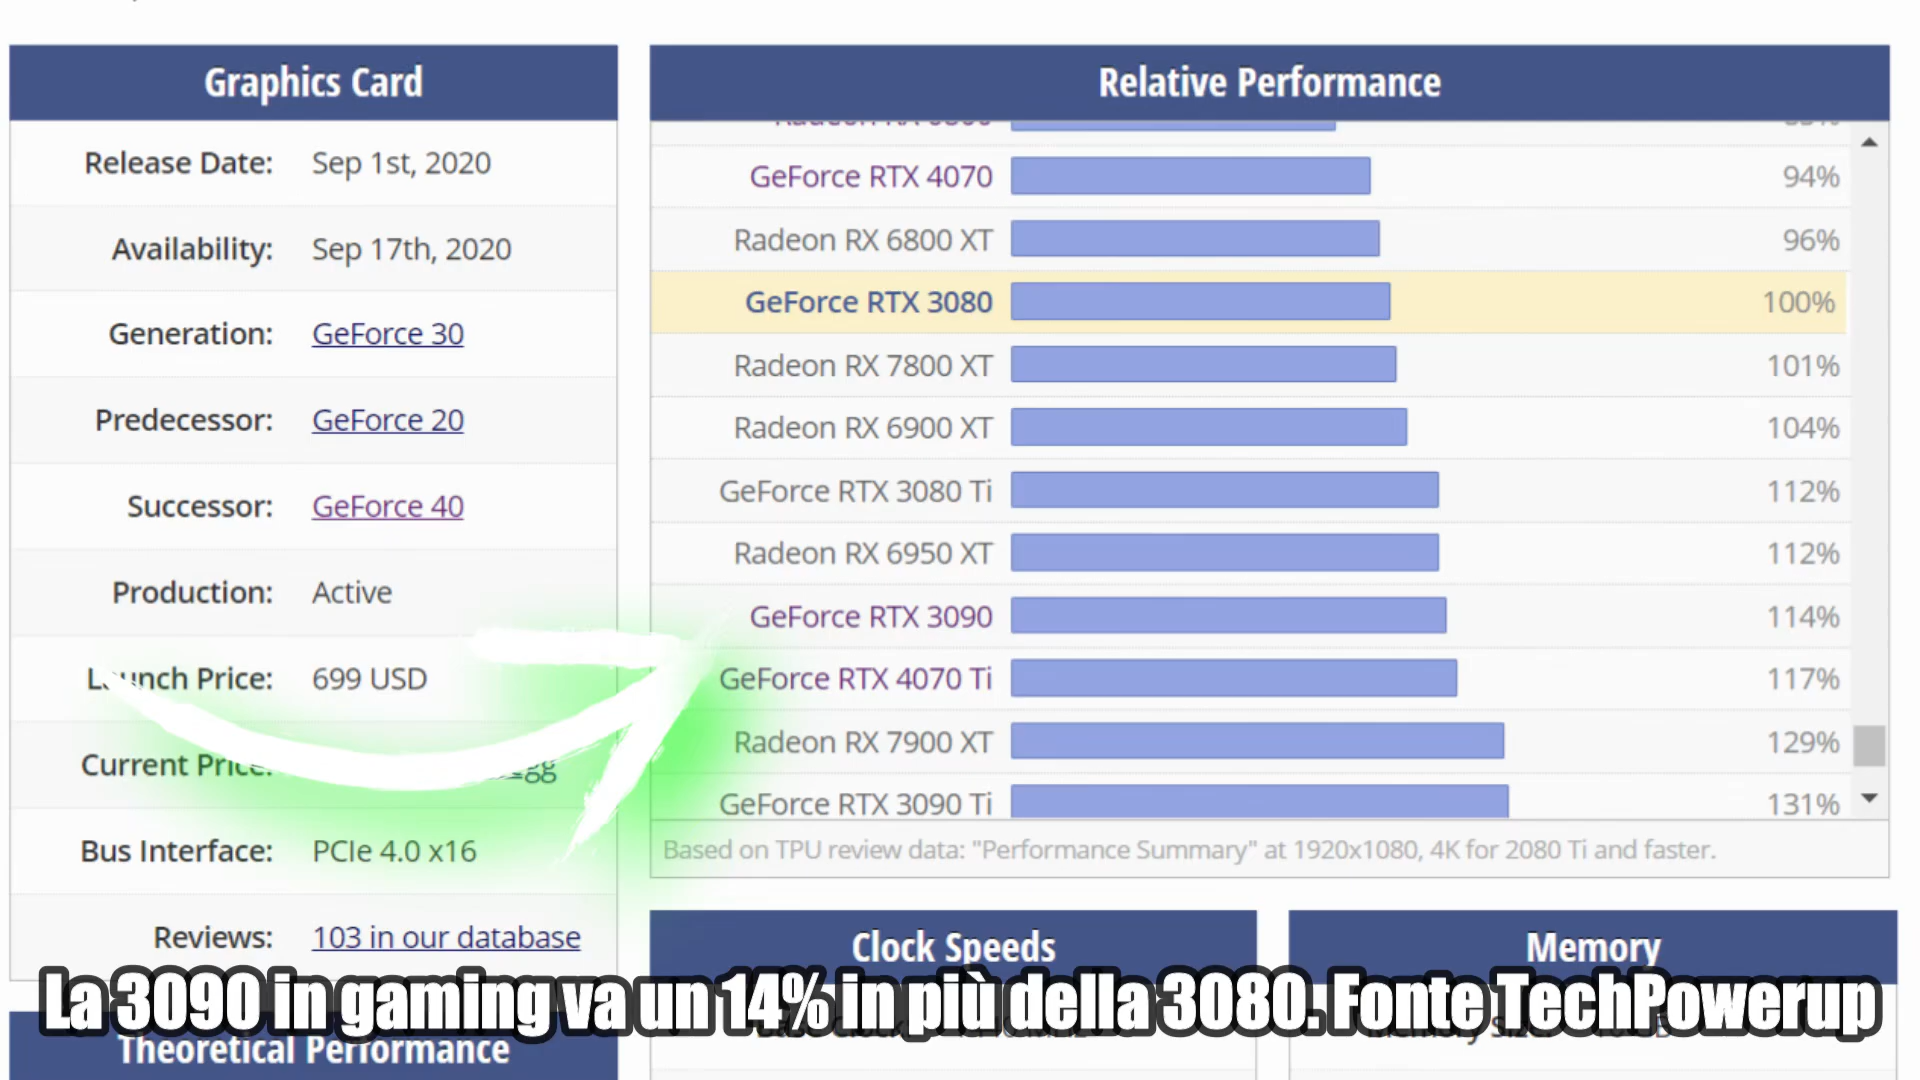 Graphics Card
Release Date: Sep 1st, 2020
Availability: Sep 17th, 2020
Generation: GeForce 30
Predecessor: GeForce 20
Successor: GeForce 40
Production: Active
Launch Price: 699 USD
Current Price:
Bus Interface: PCIe 4.0 x16
Reviews: 103 in our database
Relative Performance
GeForce RTX 4070 94%
Radeon RX 6800 XT 96%
GeForce RTX 3080 100%
Radeon RX 7800 XT 101%
Radeon RX 6900 XT 104%
GeForce RTX 3080 Ti 112%
Radeon RX 6950 XT 112%
GeForce RTX 3090 114%
GeForce RTX 4070 Ti 117%
Radeon RX 7900 XT 129%
GeForce RTX 3090 Ti 131%
Based on TPU review data: "Performance Summary" at 1920x1080, 4K for 2080 Ti and faster.
Clock Speeds
Memory
La 3090 in gaming va un 14% in più della 3080. Fonte TechPowerup
Theoretical Performance